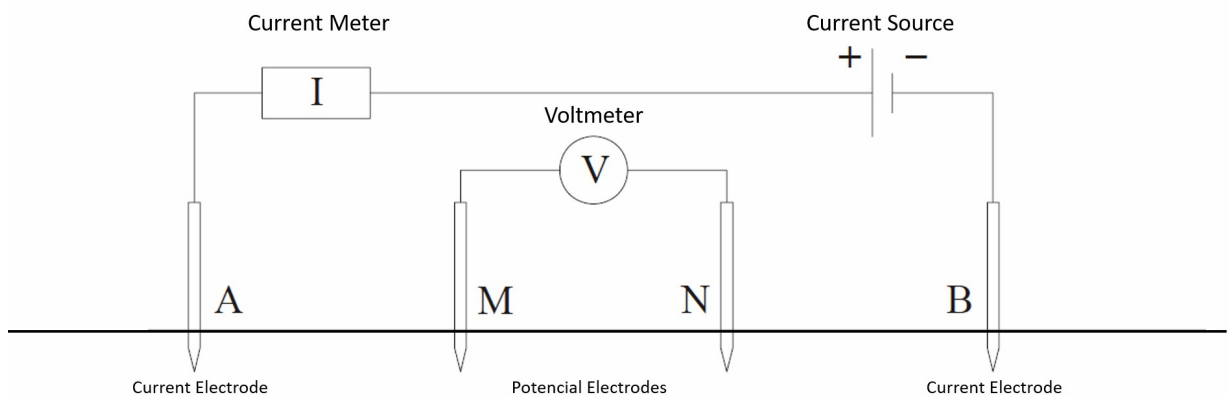 Current Meter
Current Source
+ −
I
Voltmeter
V
A
M
N
B
Current Electrode
Potencial Electrodes
Current Electrode